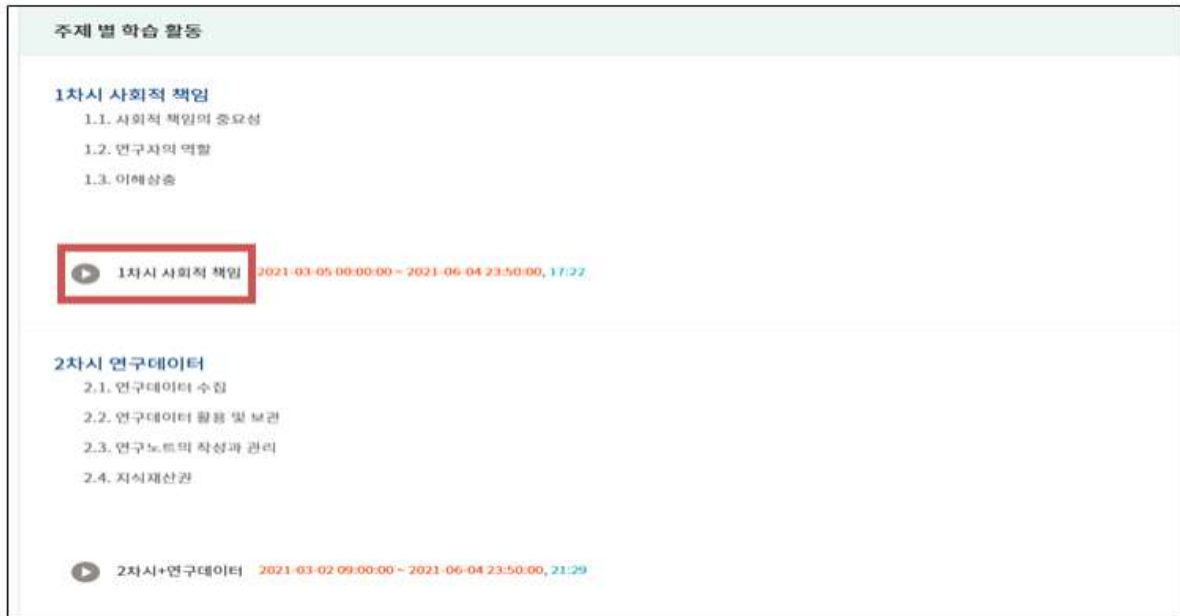 주제 별 학습 활동
1차시 사회적 책임
1.1. 사회적 책임의 중요성
1.2. 연구자의 역할
1.3. 이해상충
1차시 사회적 책임 2021-03-05 00:00:00 ~ 2021-06-04 23:50:00, 17:22
2차시 연구데이터
2.1. 연구데이터 수집
2.2. 연구데이터 활용 및 보관
2.3. 연구노트의 작성과 관리
2.4. 지식재산권
2차시+연구데이터 2021-03-02 09:00:00 ~ 2021-06-04 23:50:00, 21:29